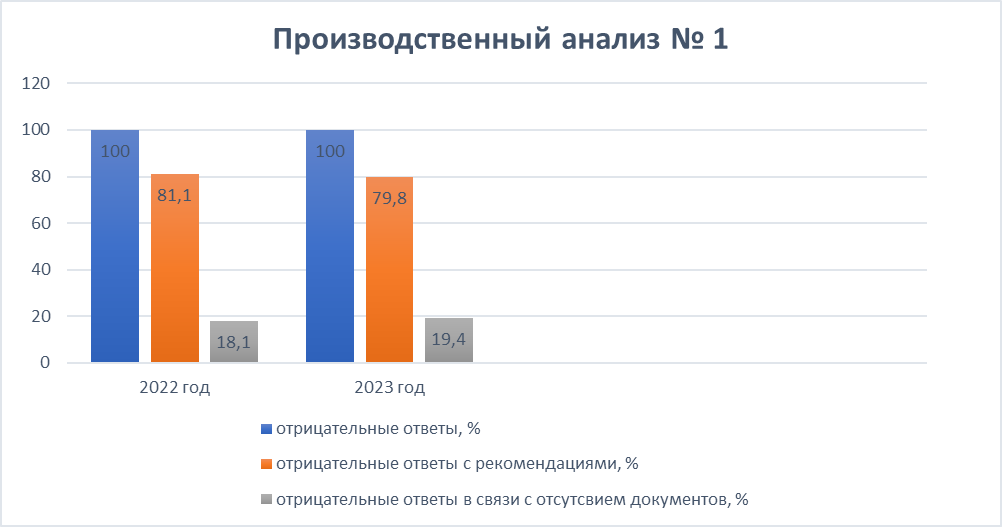 Производственный анализ № 1
120
100
80
60
40
20
0
100
81,1
18,1
100
79,8
19,4
2022 год
2023 год
отрицательные ответы, %
отрицательные ответы с рекомендациями, %
отрицательные ответы в связи с отсутсвием документов, %